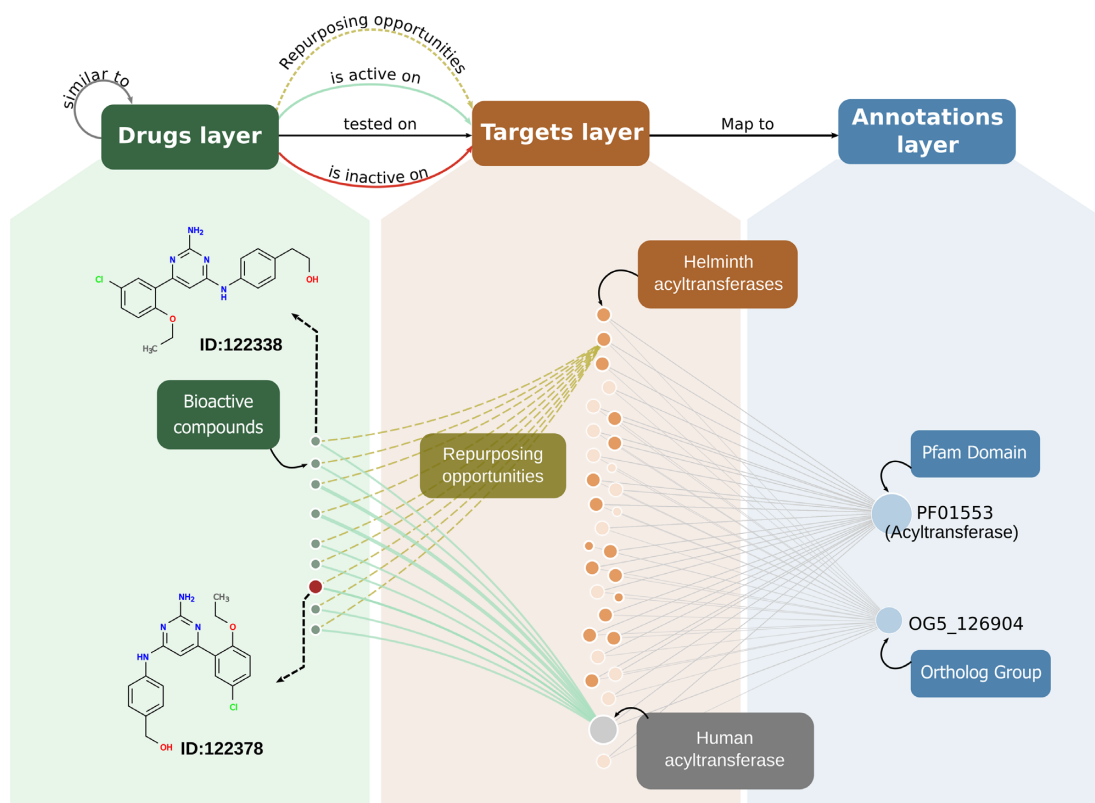 Repurposing opportunities
similar to
is active on
Drugs layer
tested on
Targets layer
Map to
Annotations
layer
is inactive on
NH₂
N
N
N
H
Cl
O
OH
H₃C
ID:122338
Helminth
acyltransferases
Bioactive
compounds
Repurposing
opportunities
Pfam Domain
PF01553
(Acyltransferase)
OG5_126904
Ortholog Group
NH₂
CH₃
N
N
O
HN
Cl
OH
ID:122378
Human
acyltransferase